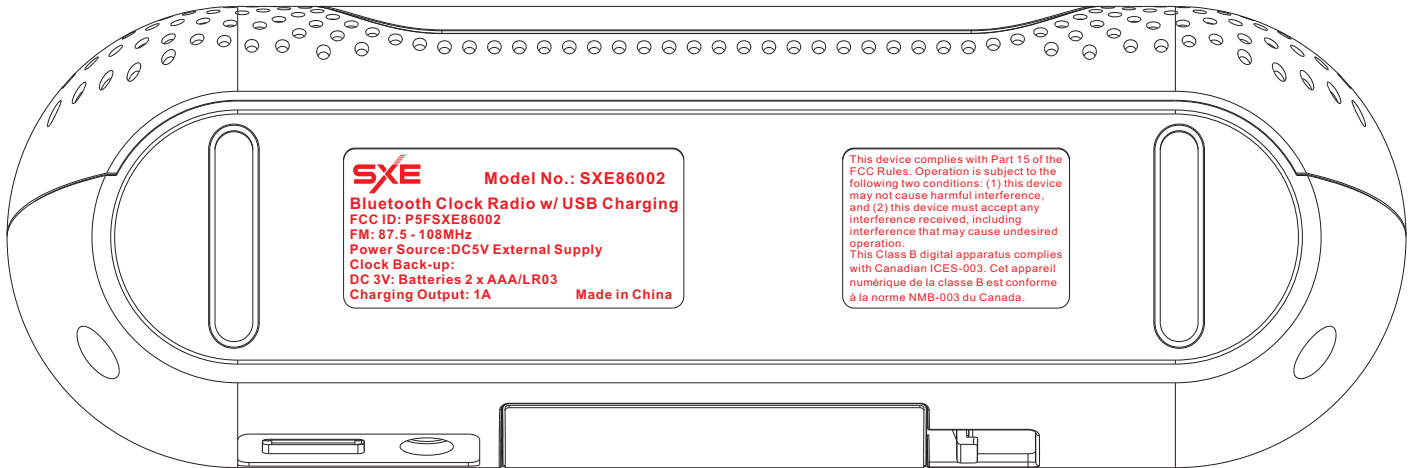 SXE
Model No.: SXE86002
Bluetooth Clock Radio w/ USB Charging
FCC ID: P5FSXE86002
FM: 87.5 - 108MHz
Power Source:DC5V External Supply
Clock Back-up:
DC 3V: Batteries 2 x AAA/LR03
Charging Output: 1A Made in China
This device complies with Part 15 of the
FCC Rules. Operation is subject to the
following two conditions: (1) this device
may not cause harmful interference,
and (2) this device must accept any
interference received, including
interference that may cause undesired
operation.
This Class B digital apparatus complies
with Canadian ICES-003. Cet appareil
numérique de la classe B est conforme
à la norme NMB-003 du Canada.